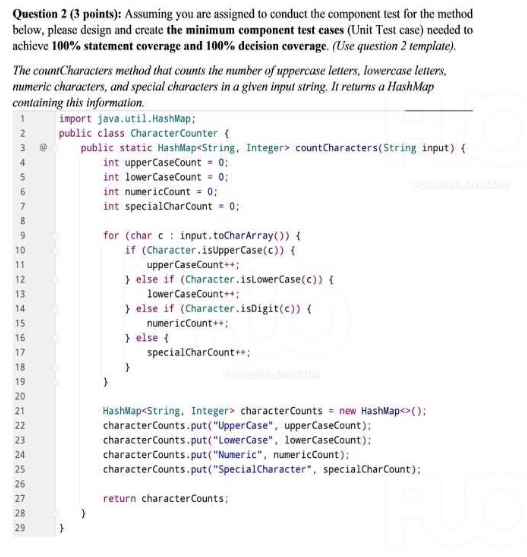 Question 2 (3 points): Assuming you are assigned to conduct the component test for the method
below, please design and create the minimum component test cases (Unit Test case) needed to
achieve 100% statement coverage and 100% decision coverage. (Use question 2 template).
The countCharacters method that counts the number of uppercase letters, lowercase letters,
numeric characters, and special characters in a given input string. It returns a HashMap
containing this information.
1 import java.util.HashMap;
2 public class CharacterCounter {
3 @ public static HashMap<String, Integer> countCharacters(String input) {
4 int upperCaseCount = 0;
5 int lowerCaseCount = 0;
6 int numericCount = 0;
7 int specialCharCount = 0;
8
9 for (char c : input.toCharArray()) {
10 if (Character.isUpperCase(c)) {
11 upperCaseCount++;
12 } else if (Character.isLowerCase(c)) {
13 lowerCaseCount++;
14 } else if (Character.isDigit(c)) {
15 numericCount++;
16 } else {
17 specialCharCount++;
18 }
19 }
20
21 HashMap<String, Integer> characterCounts = new HashMap<>();
22 characterCounts.put("UpperCase", upperCaseCount);
23 characterCounts.put("LowerCase", lowerCaseCount);
24 characterCounts.put("Numeric", numericCount);
25 characterCounts.put("SpecialCharacter", specialCharCount);
26
27 return characterCounts;
28 }
29 }